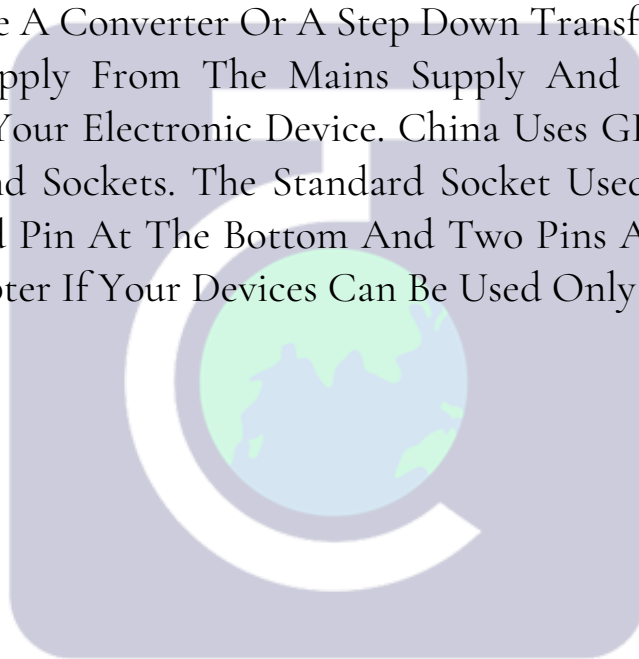 A Converter Or A Step Down
pply From The Mains Supply And
Your Electronic Device. China Uses
nd Sockets. The Standard Socket Used
Pin At The Bottom And Two Pins
ter If Your Devices Can Be Used Only